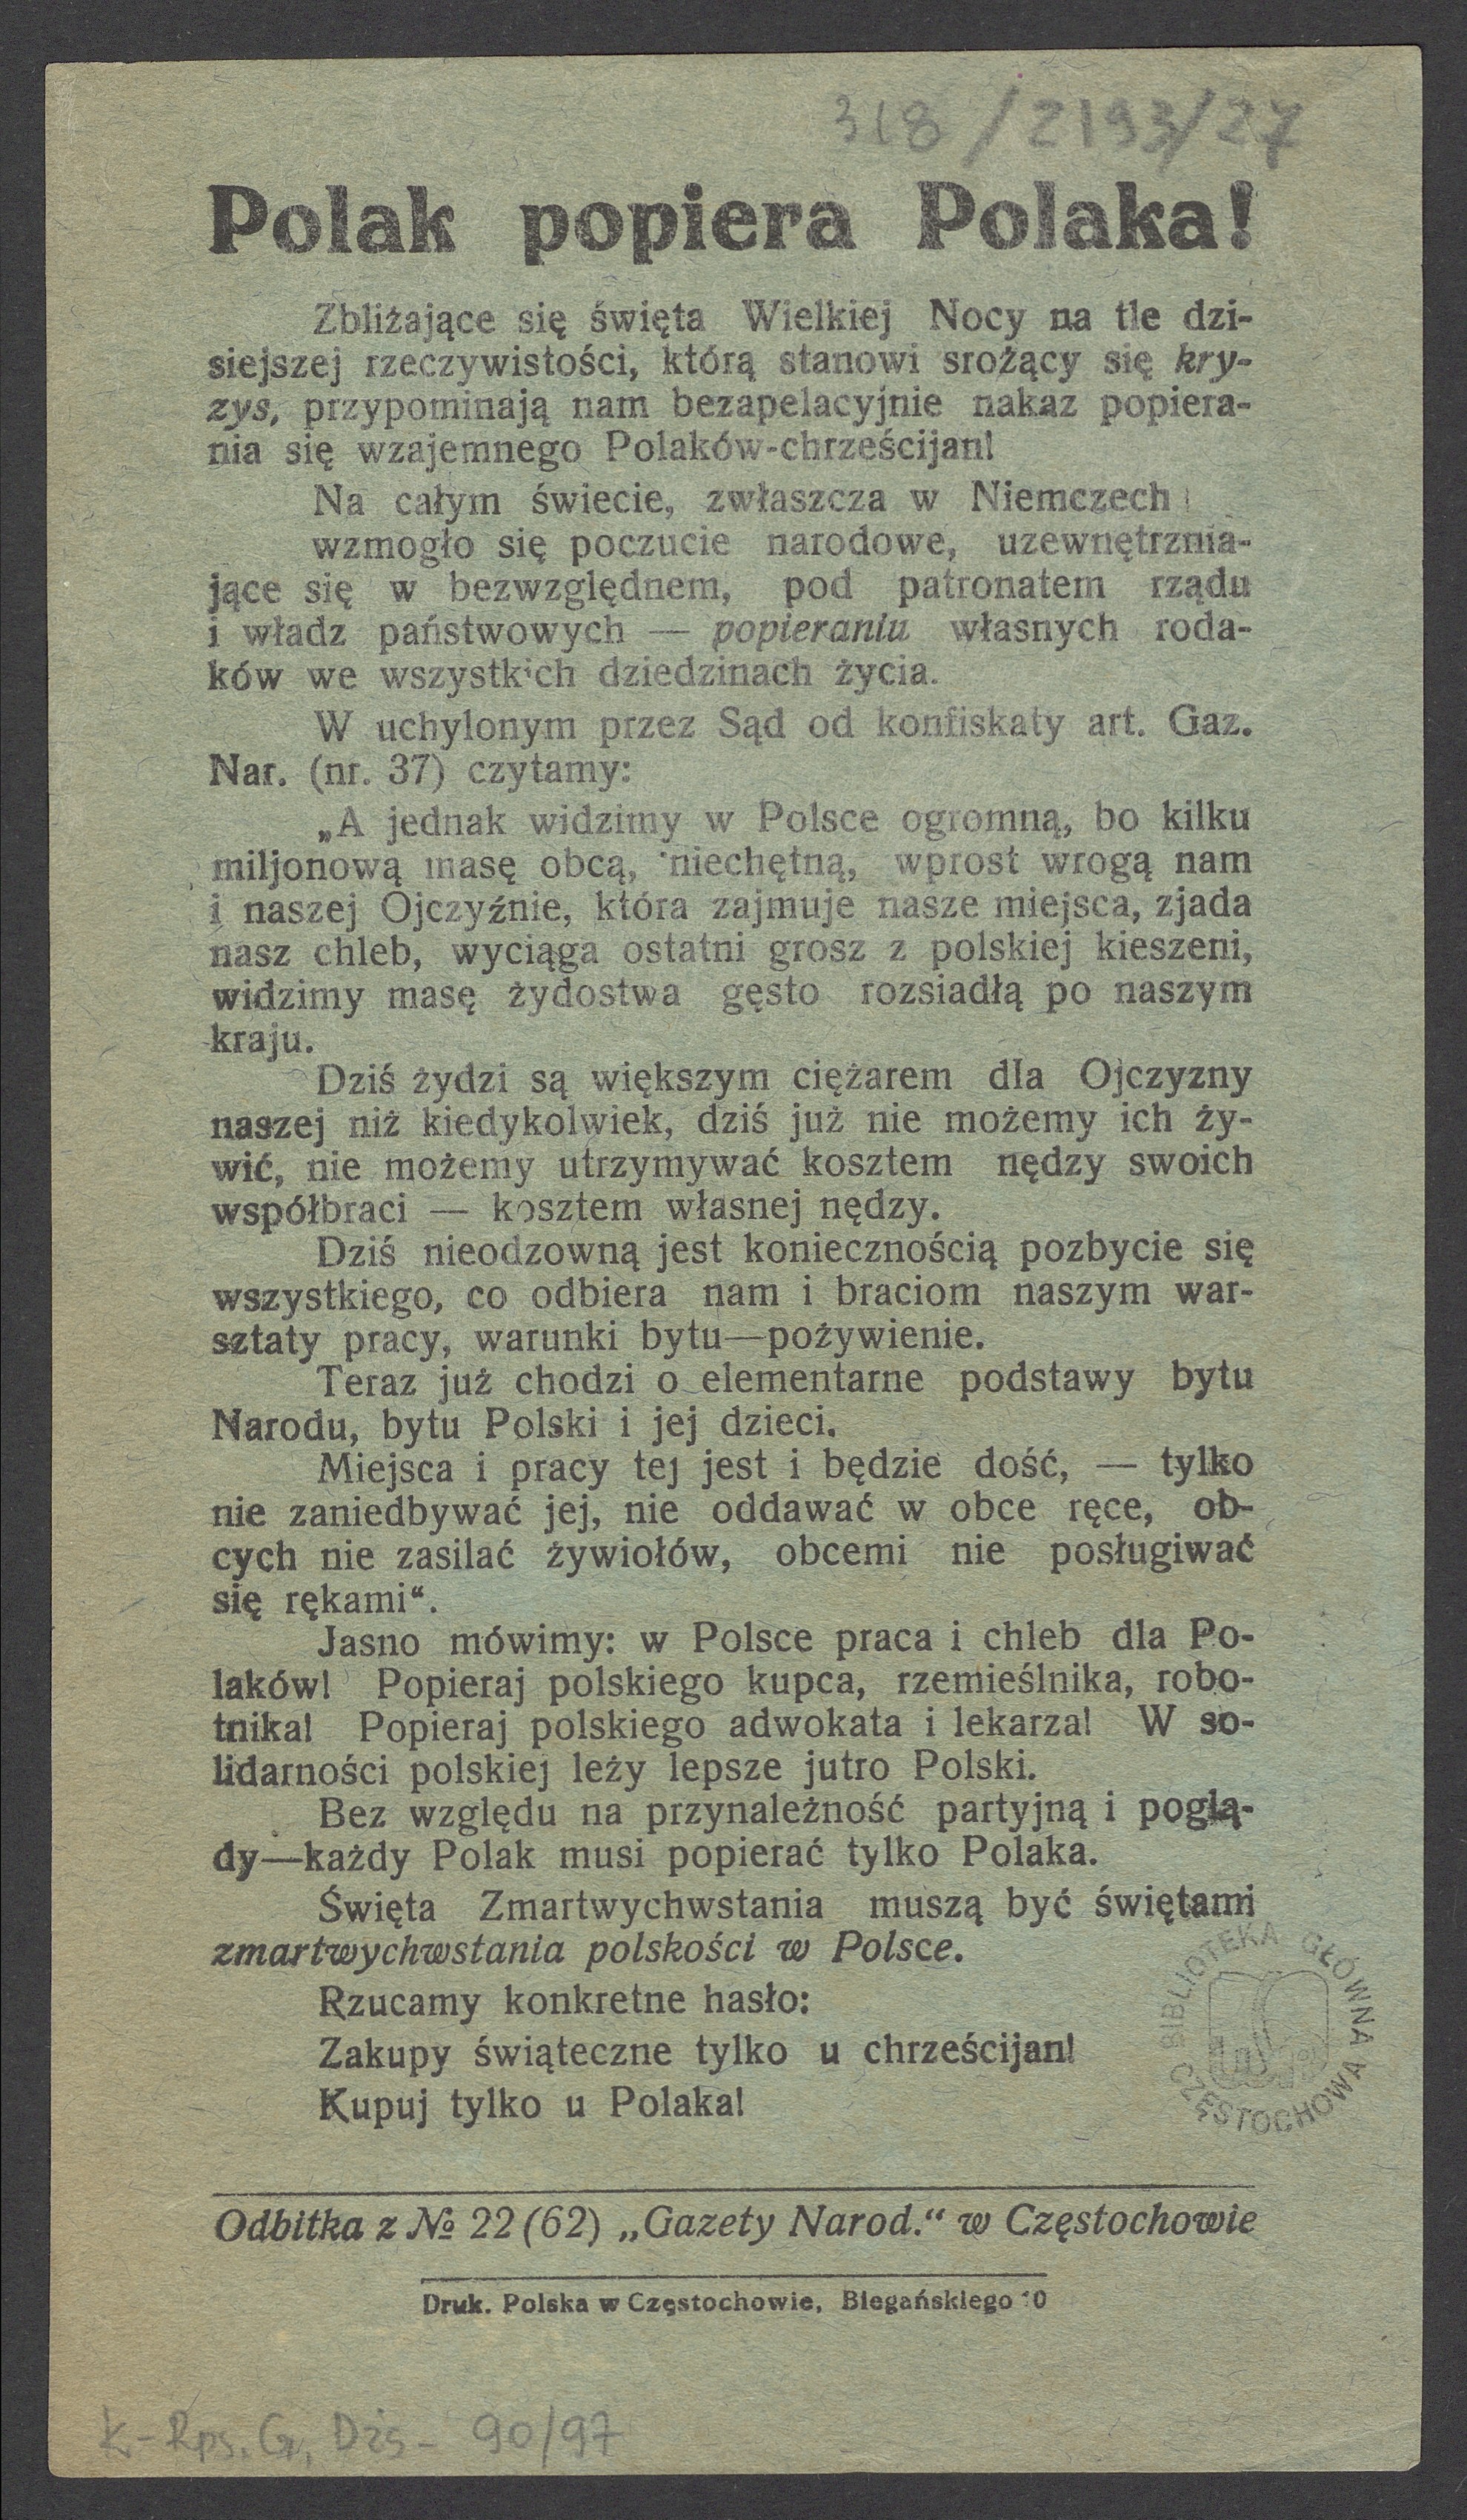 318/2193/27
Polak popiera Polaka!
Zbliżające się święta Wielkiej Nocy na tle dzi-
siejszej rzeczywistości, którą stanowi srożący się kry-
zys, przypominają nam bezapelacyjnie nakaz popiera-
nia się wzajemnego Polaków-chrześcijan!
Na całym świecie, zwłaszcza w Niemczech
wzmogło się poczucie narodowe, uzewnętrznia-
jące się w bezwzględnem, pod patronatem rządu
i władz państwowych — popieraniu własnych roda-
ków we wszystkich dziedzinach życia.
W uchylonym przez Sąd od konfiskaty art. Gaz.
Nar. (nr. 37) czytamy:
„A jednak widzimy w Polsce ogromną, bo kilku
miljonową masę obcą, niechętną, wprost wrogą nam
i naszej Ojczyźnie, która zajmuje nasze miejsca, zjada
nasz chleb, wyciąga ostatni grosz z polskiej kieszeni,
widzimy masę żydostwa gęsto rozsiadłą po naszym
kraju.
Dziś żydzi są większym ciężarem dla Ojczyzny
naszej niż kiedykolwiek, dziś już nie możemy ich ży-
wić, nie możemy utrzymywać kosztem nędzy swoich
współbraci — kosztem własnej nędzy.
Dziś nieodzowną jest koniecznością pozbycie się
wszystkiego, co odbiera nam i braciom naszym war-
sztaty pracy, warunki bytu—pożywienie.
Teraz już chodzi o elementarne podstawy bytu
Narodu, bytu Polski i jej dzieci.
Miejsca i pracy tej jest i będzie dość, — tylko
nie zaniedbywać jej, nie oddawać w obce ręce, ob-
cych nie zasilać żywiołów, obcemi nie posługiwać
się rękami“.
Jasno mówimy: w Polsce praca i chleb dla Po-
laków! Popieraj polskiego kupca, rzemieślnika, robo-
tnika! Popieraj polskiego adwokata i lekarza! W so-
lidarności polskiej leży lepsze jutro Polski.
Bez względu na przynależność partyjną i poglą-
dy—każdy Polak musi popierać tylko Polaka.
Święta Zmartwychwstania muszą być świętami
zmartwychwstania polskości w Polsce.
Rzucamy konkretne hasło:
Zakupy świąteczne tylko u chrześcijan!
Kupuj tylko u Polaka!
BIBLIOTEKA GŁÓWNA
CZĘSTOCHOWA
Odbitka z № 22 (62) „Gazety Narod.“ w Częstochowie
Druk. Polska w Częstochowie, Biegańskiego 10
K-Rps. G. Dżs- 90/97